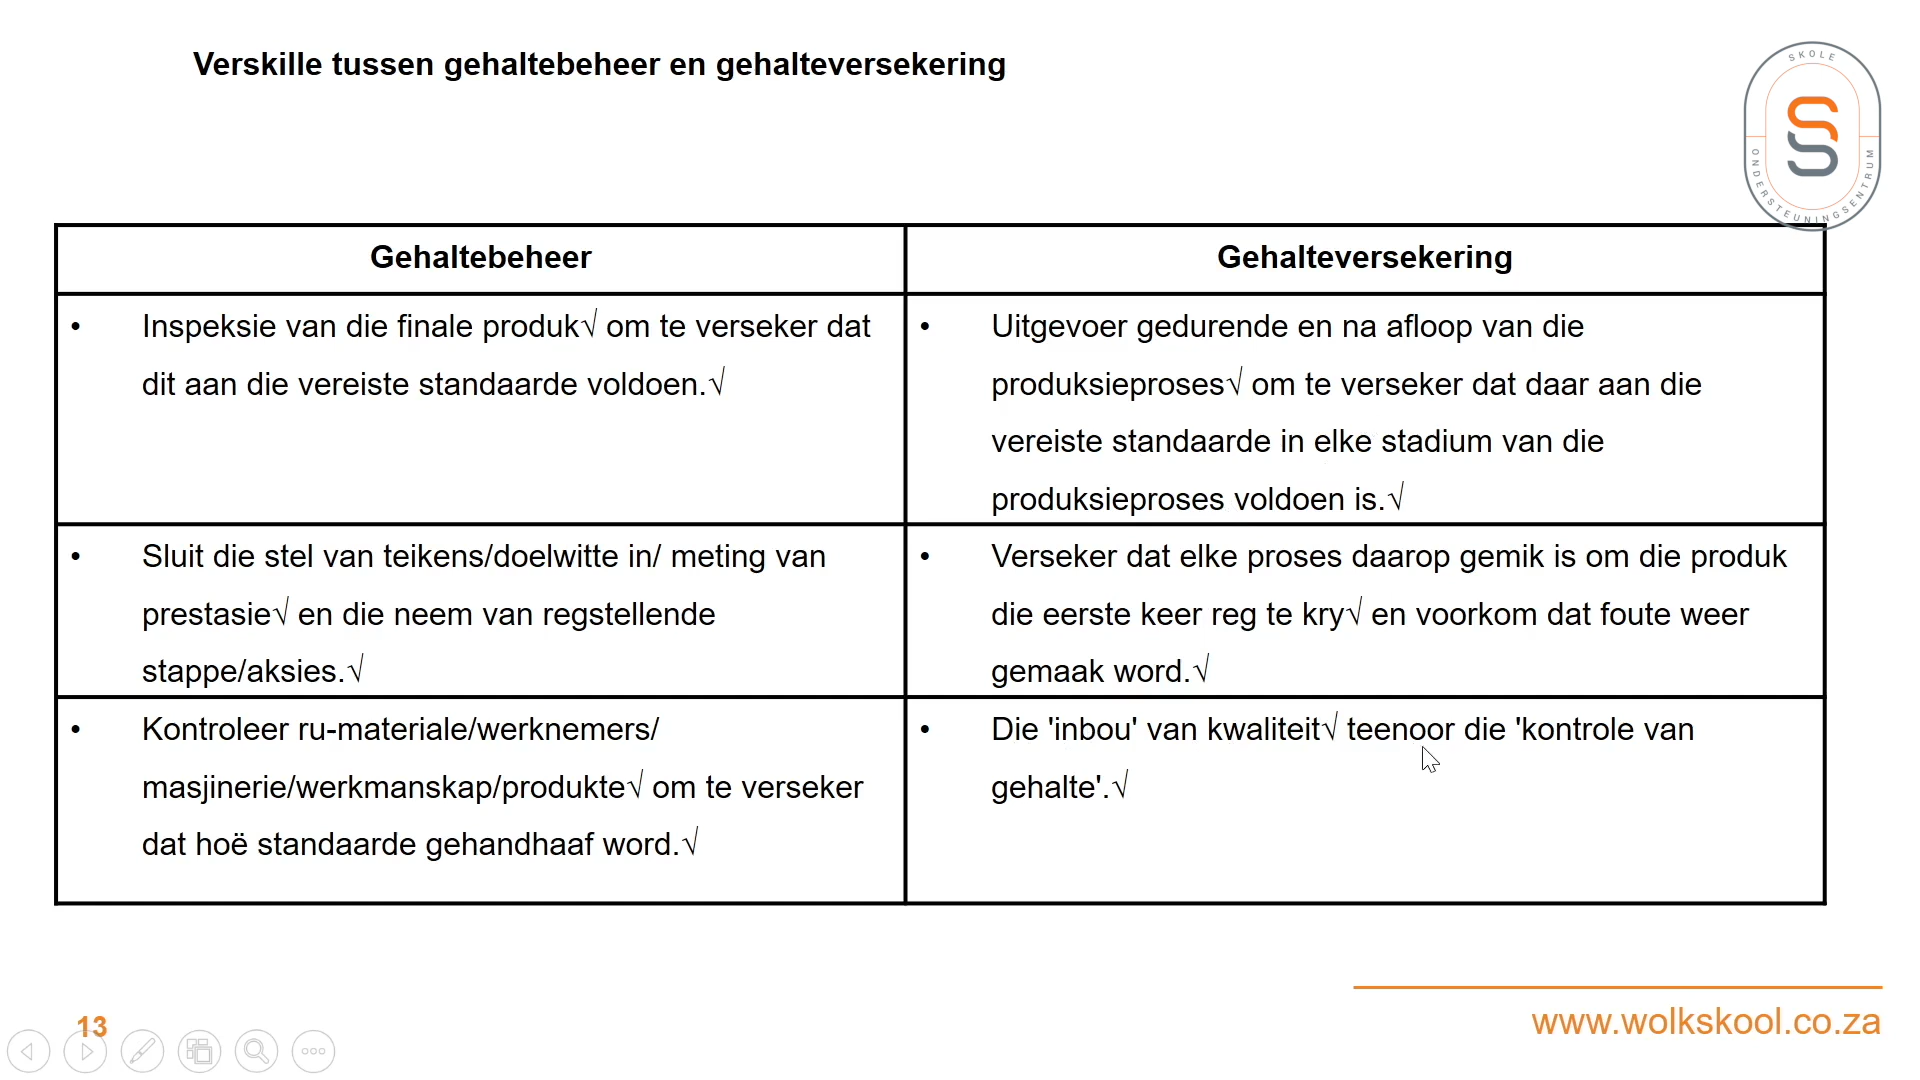 Verskille tussen gehaltebeheer en gehalteversekering
SKOLE
ONDERSTEUNINGSENTRUM
Gehaltebeheer
Gehalteversekering
• Inspeksie van die finale produk√ om te verseker dat
dit aan die vereiste standaarde voldoen.√
• Uitgevoer gedurende en na afloop van die
produksieproses√ om te verseker dat daar aan die
vereiste standaarde in elke stadium van die
produksieproses voldoen is.√
• Sluit die stel van teikens/doelwitte in/ meting van
prestasie√ en die neem van regstellende
stappe/aksies.√
• Verseker dat elke proses daarop gemik is om die produk
die eerste keer reg te kry√ en voorkom dat foute weer
gemaak word.√
• Kontroleer ru-materiale/werknemers/
masjinerie/werkmanskap/produkte√ om te verseker
dat hoë standaarde gehandhaaf word.√
• Die 'inbou' van kwaliteit√ teenoor die 'kontrole van
gehalte'.√
13
www.wolkskool.co.za